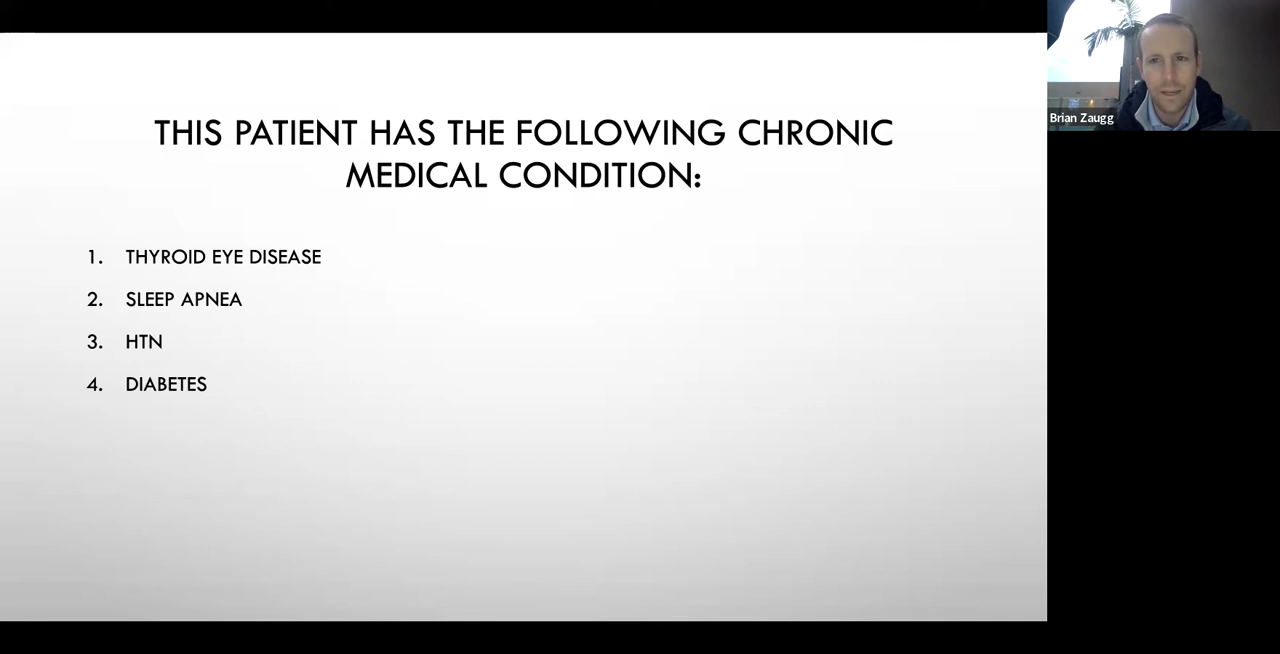 THIS PATIENT HAS THE FOLLOWING CHRONIC
MEDICAL CONDITION:
1. THYROID EYE DISEASE
2. SLEEP APNEA
3. HTN
4. DIABETES
Brian Zaugg